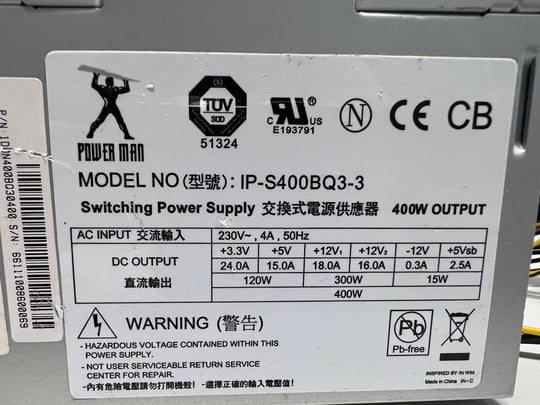 TÜV
SÜD
51324
C RU US
E193791
N
CE CB
POWER MAN
MODEL NO(型號): IP-S400BQ3-3
Switching Power Supply 交換式電源供應器 400W OUTPUT
AC INPUT 交流輸入 230V~, 4A, 50Hz
DC OUTPUT +3.3V +5V +12V₁ +12V₂ -12V +5Vsb
24.0A 15.0A 18.0A 16.0A 0.3A 2.5A
直流輸出 120W 300W 15W
400W
WARNING (警告)
- HAZARDOUS VOLTAGE CONTAINED WITHIN THIS
POWER SUPPLY.
- NOT USER SERVICEABLE RETURN SERVICE
CENTER FOR REPAIR.
-內有危險電壓請勿打開機殼! -選擇正確的輸入電壓值!
Pb
Pb-free
INSPIRED BY IN WIN
Made in China IN-C
S/N: 66111008600069